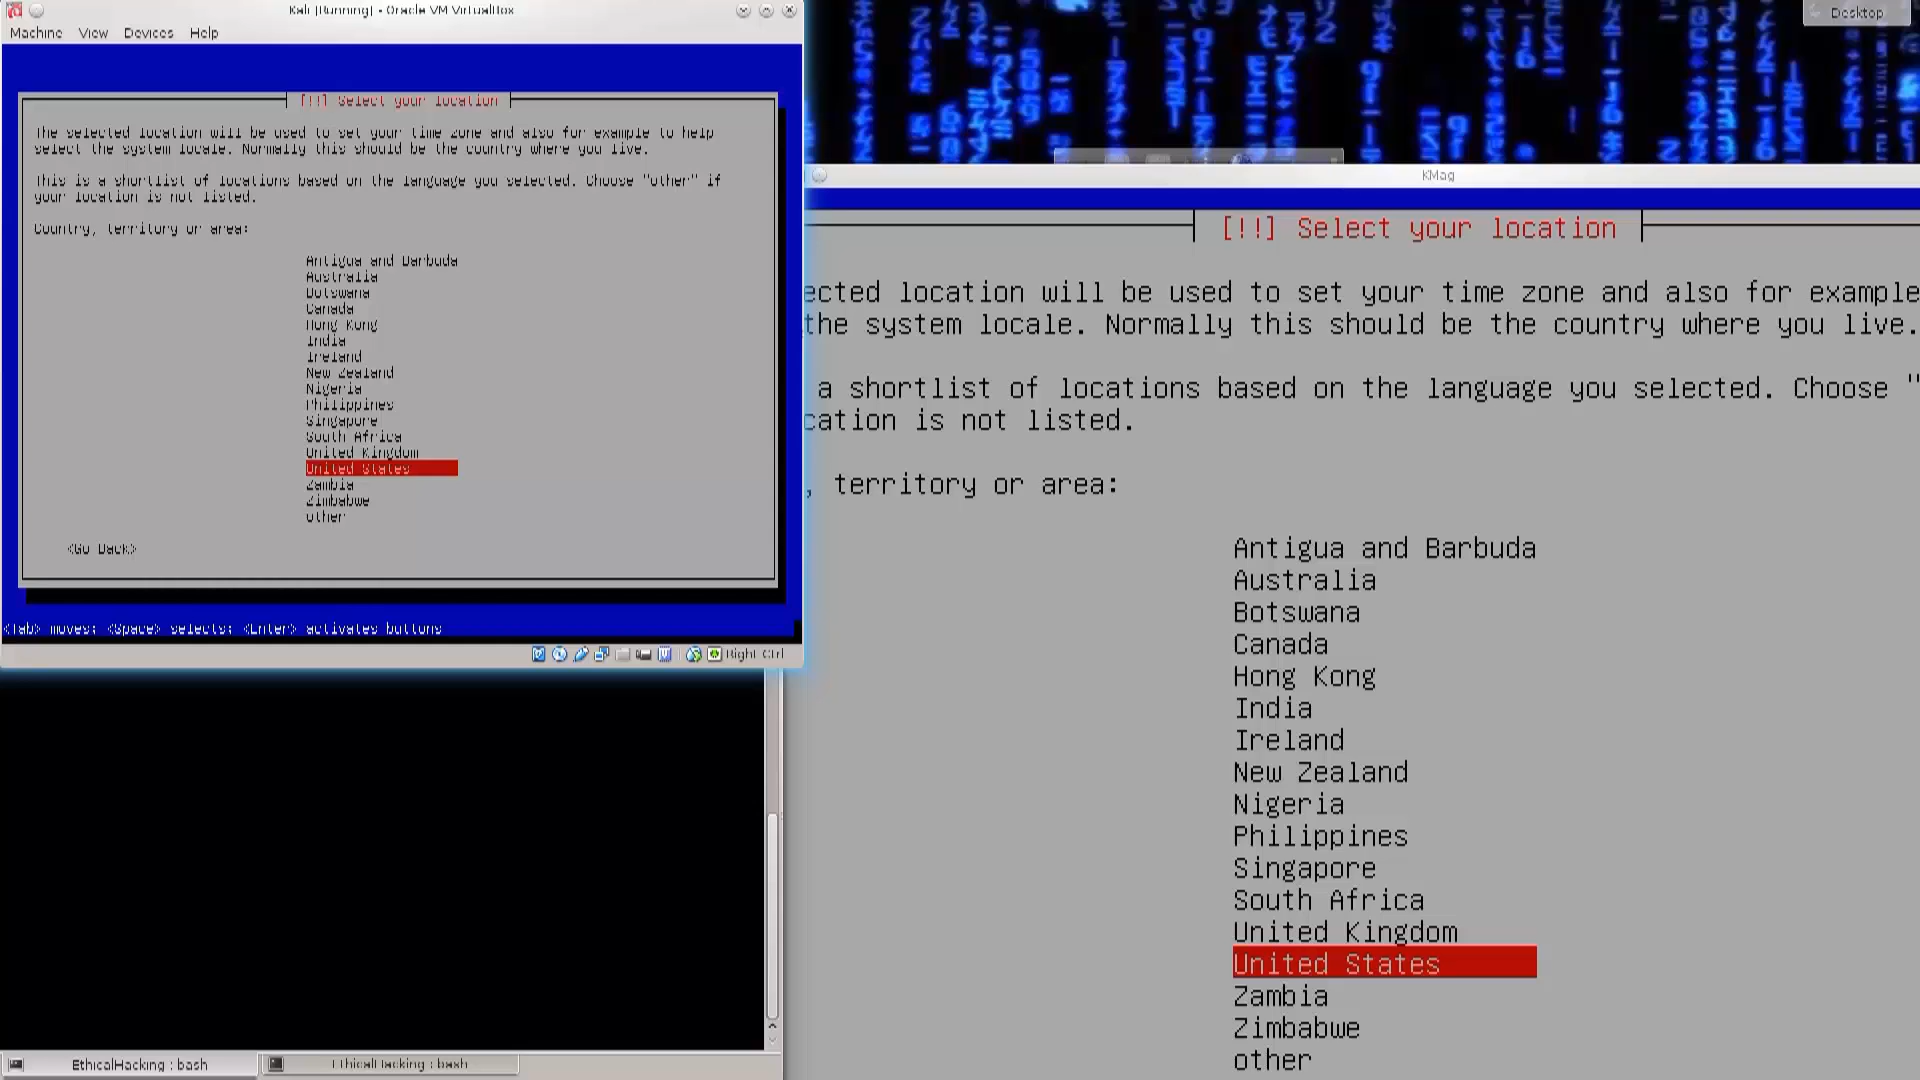 Kali [Running] - Oracle VM VirtualBox
Machine View Devices Help
[!!] Select your location
The selected location will be used to set your time zone and also for example to help
select the system locale. Normally this should be the country where you live.
This is a shortlist of locations based on the language you selected. Choose "other" if
your location is not listed.
Country, territory or area:
Antigua and Barbuda
Australia
Botswana
Canada
Hong Kong
India
Ireland
New Zealand
Nigeria
Philippines
Singapore
South Africa
United Kingdom
United States
Zambia
Zimbabwe
other
<Go Back>
<Tab> moves; <Space> selects; <Enter> activates buttons
Right Ctrl
EthicalHacking : bash
EthicalHacking : bash
Desktop
KMag
[!!] Select your location
ected location will be used to set your time zone and also for example
the system locale. Normally this should be the country where you live.
a shortlist of locations based on the language you selected. Choose "
cation is not listed.
, territory or area:
Antigua and Barbuda
Australia
Botswana
Canada
Hong Kong
India
Ireland
New Zealand
Nigeria
Philippines
Singapore
South Africa
United Kingdom
United States
Zambia
Zimbabwe
other